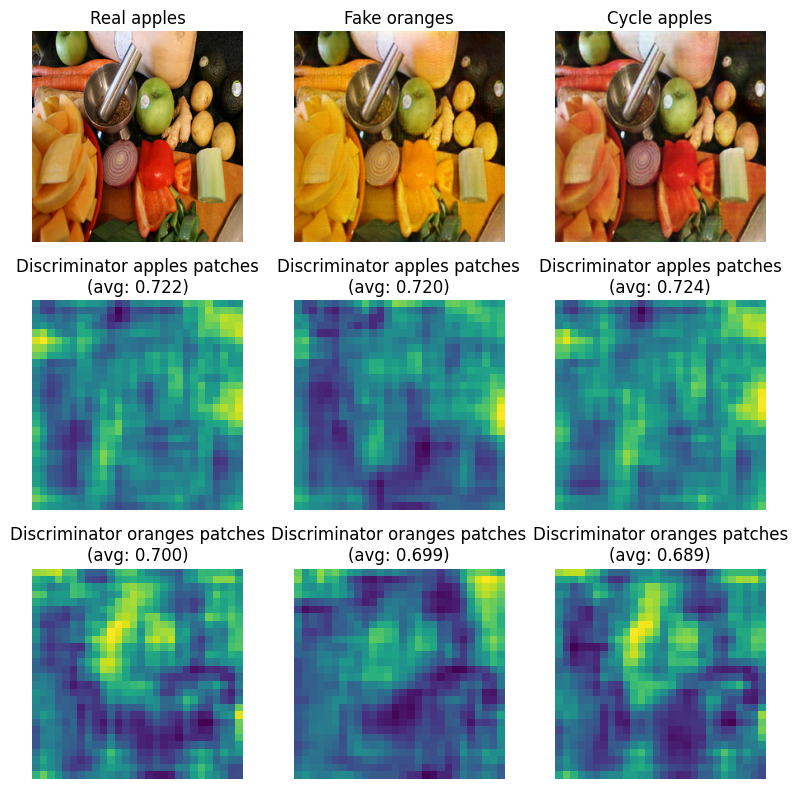 Real apples
Fake oranges
Cycle apples
Discriminator apples patches
(avg: 0.722)
Discriminator apples patches
(avg: 0.720)
Discriminator apples patches
(avg: 0.724)
Discriminator oranges patches
(avg: 0.700)
Discriminator oranges patches
(avg: 0.699)
Discriminator oranges patches
(avg: 0.689)